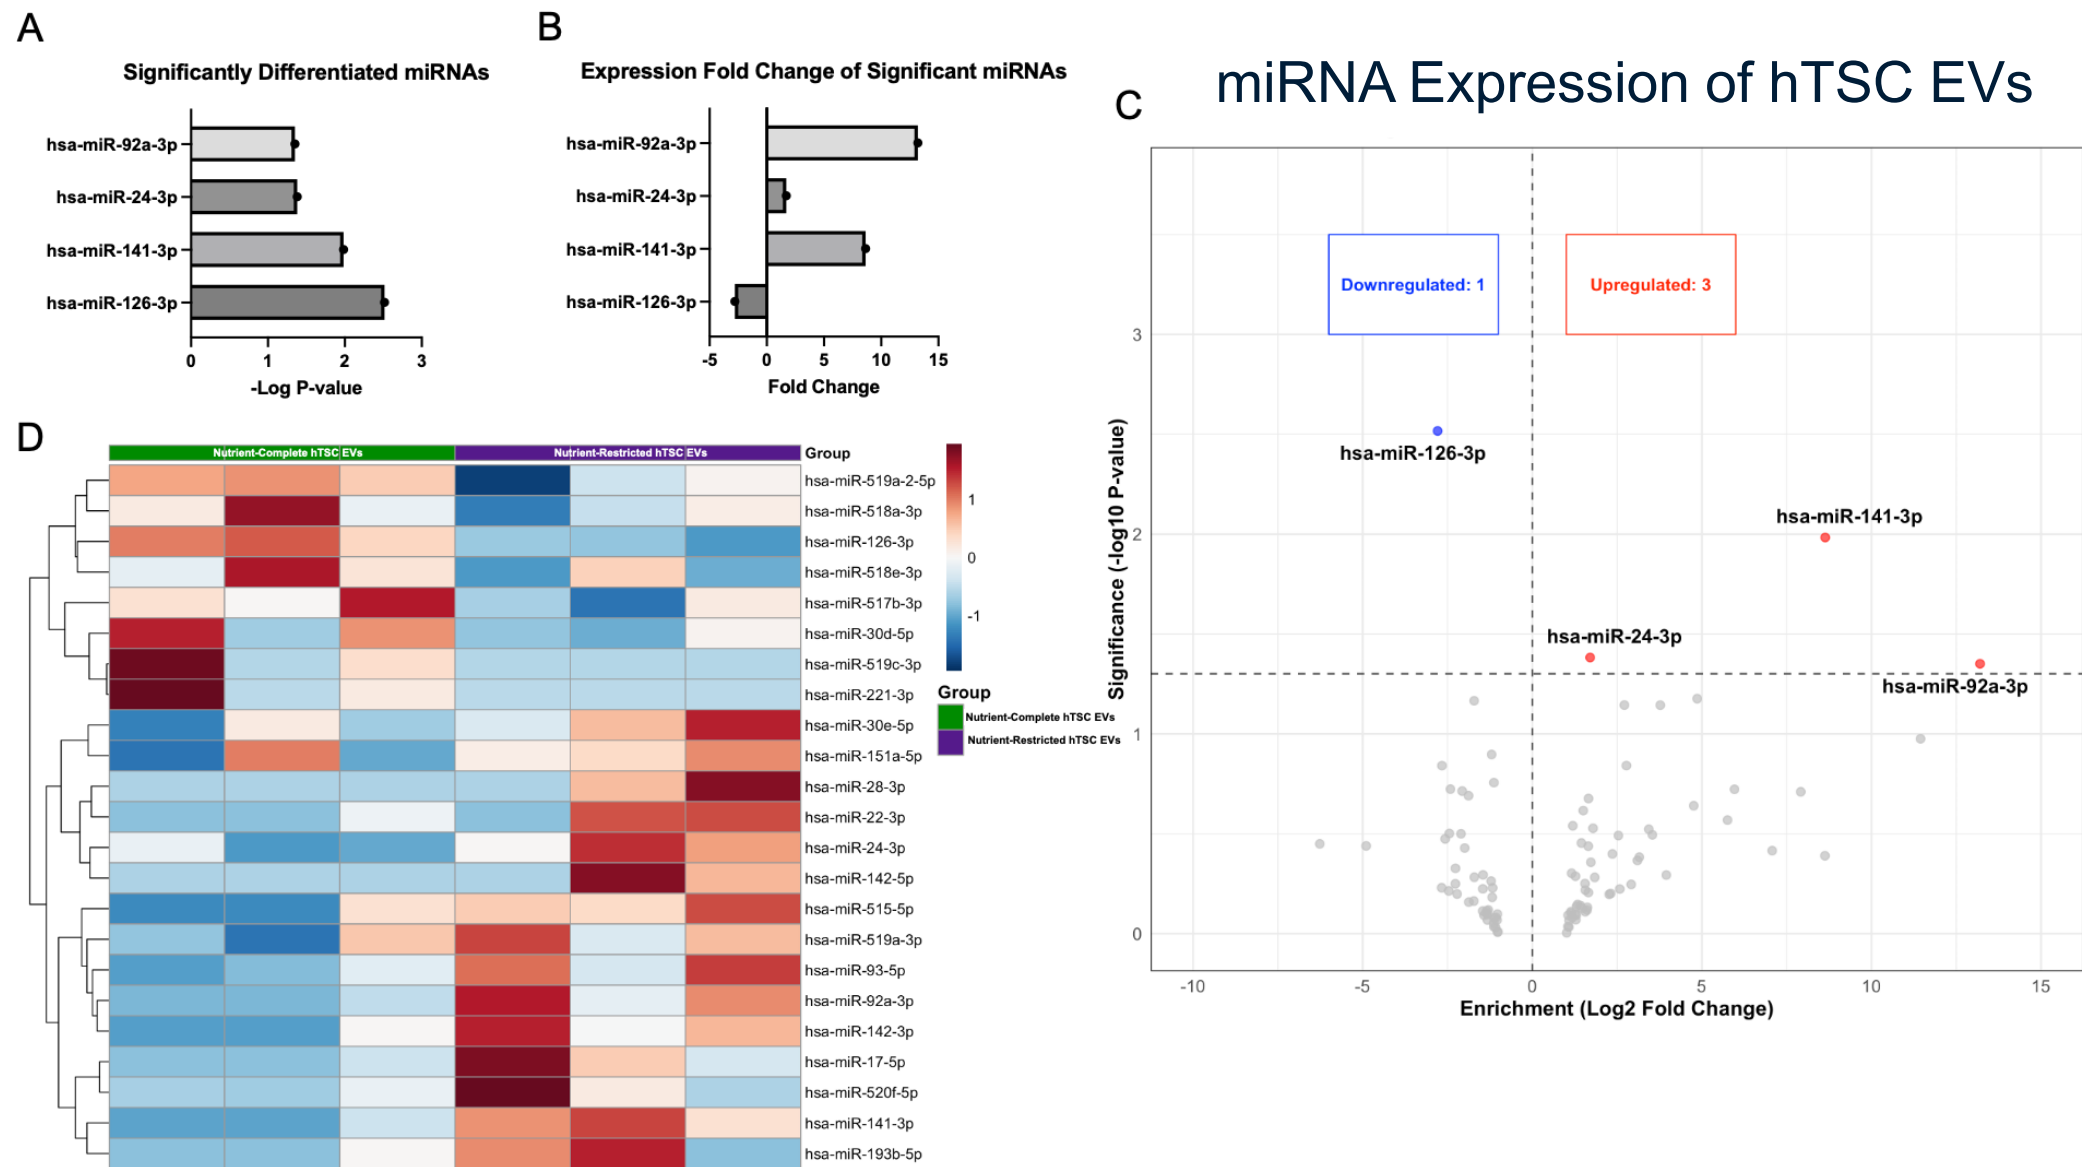 miRNA Expression of hTSC EVs
A
Significantly Differentiated miRNAs
hsa-miR-92a-3p
hsa-miR-24-3p
hsa-miR-141-3p
hsa-miR-126-3p
0 1 2 3
-Log P-value
B
Expression Fold Change of Significant miRNAs
hsa-miR-92a-3p
hsa-miR-24-3p
hsa-miR-141-3p
hsa-miR-126-3p
-5 0 5 10 15
Fold Change
C
Downregulated: 1
Upregulated: 3
hsa-miR-126-3p
hsa-miR-141-3p
hsa-miR-24-3p
hsa-miR-92a-3p
3
2
1
0
Significance (-log10 P-value)
-10 -5 0 5 10 15
Enrichment (Log2 Fold Change)
D
Nutrient-Complete hTSC EVs
Nutrient-Restricted hTSC EVs
Group
hsa-miR-519a-2-5p
hsa-miR-518a-3p
hsa-miR-126-3p
hsa-miR-518e-3p
hsa-miR-517b-3p
hsa-miR-30d-5p
hsa-miR-519c-3p
hsa-miR-221-3p
hsa-miR-30e-5p
hsa-miR-151a-5p
hsa-miR-28-3p
hsa-miR-22-3p
hsa-miR-24-3p
hsa-miR-142-5p
hsa-miR-515-5p
hsa-miR-519a-3p
hsa-miR-93-5p
hsa-miR-92a-3p
hsa-miR-142-3p
hsa-miR-17-5p
hsa-miR-520f-5p
hsa-miR-141-3p
hsa-miR-193b-5p
1
0
-1
Group
Nutrient-Complete hTSC EVs
Nutrient-Restricted hTSC EVs